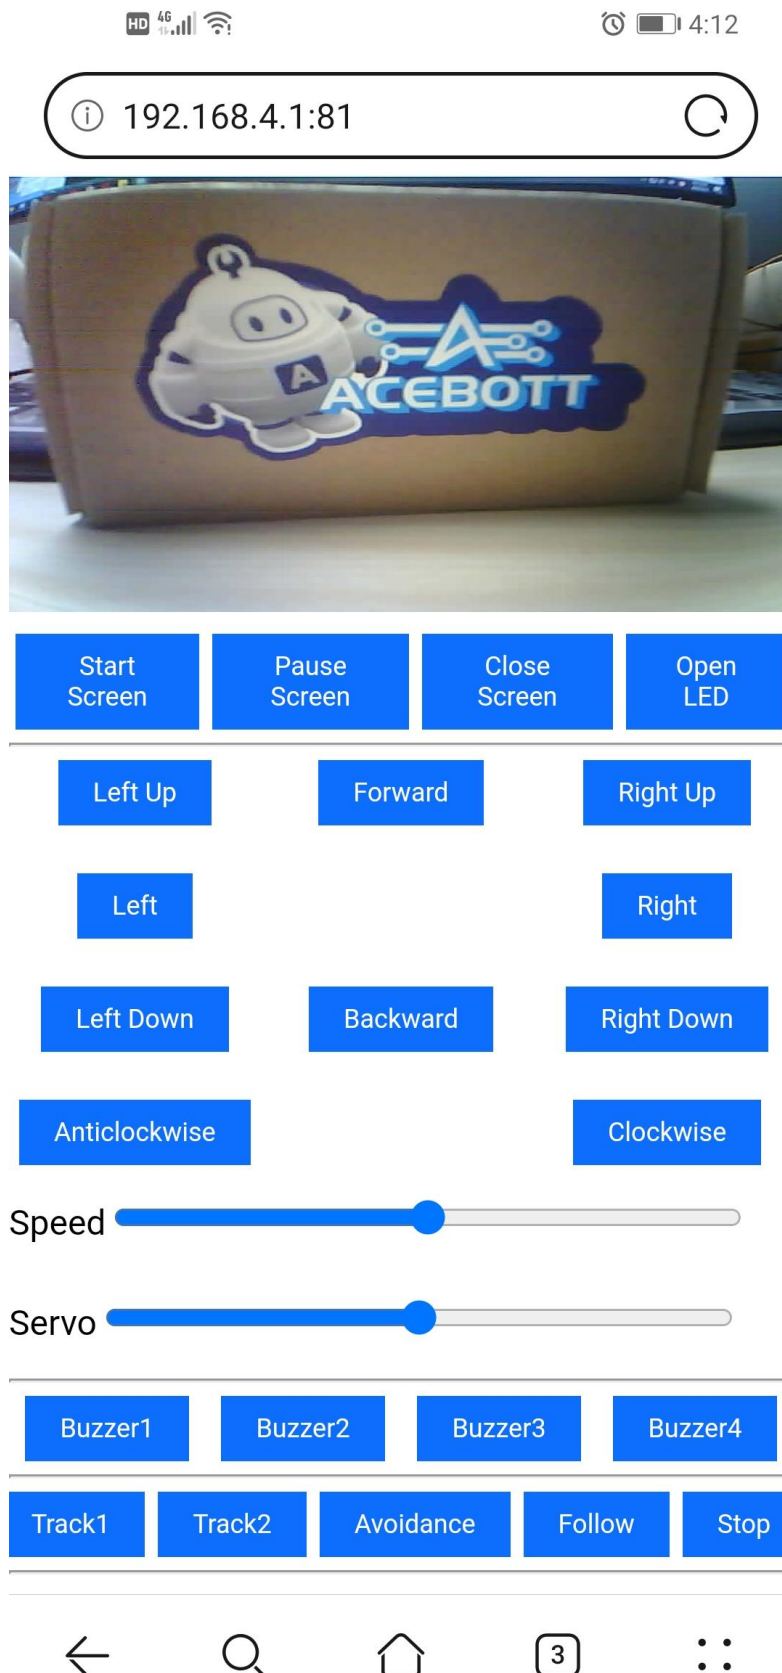 HD 4G 4:12
192.168.4.1:81
A
ACEBOTT
Start Screen Pause Screen Close Screen Open LED
Left Up Forward Right Up
Left Right
Left Down Backward Right Down
Anticlockwise Clockwise
Speed
Servo
Buzzer1 Buzzer2 Buzzer3 Buzzer4
Track1 Track2 Avoidance Follow Stop
3